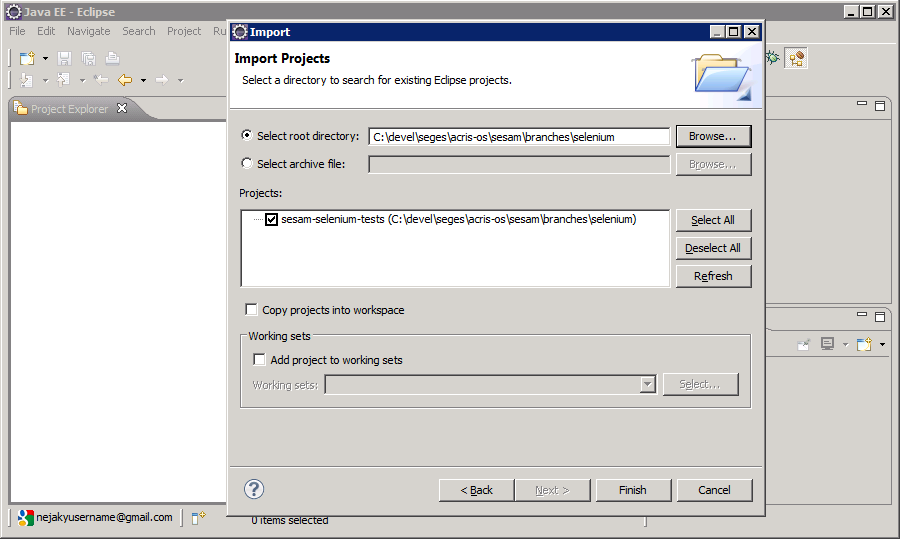 Java EE - Eclipse
File Edit Navigate Search Project Ru
Project Explorer
Import
Import Projects
Select a directory to search for existing Eclipse projects.
Select root directory: C:\devel\seges\acris-os\sesam\branches\selenium Browse...
Select archive file: Browse...
Projects:
sesam-selenium-tests (C:\devel\seges\acris-os\sesam\branches\selenium)
Select All
Deselect All
Refresh
Copy projects into workspace
Working sets
Add project to working sets
Working sets: Select...
? < Back Next > Finish Cancel
nejakyusername@gmail.com
0 items selected